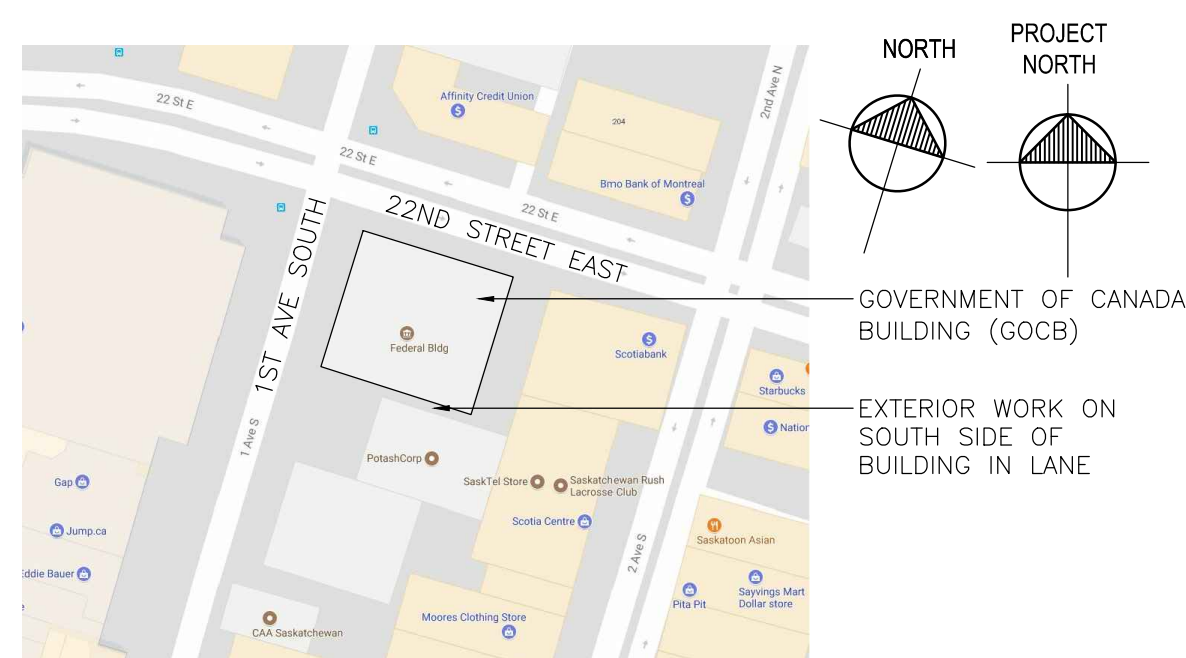 NORTH
PROJECT
NORTH
22 St E
Affinity Credit Union
204
2nd Ave N
22 St E
Bmo Bank of Montreal
22 St E
22ND STREET EAST
1ST AVE SOUTH
GOVERNMENT OF CANADA
BUILDING (GOCB)
Federal Bldg
Scotiabank
Starbucks
EXTERIOR WORK ON
SOUTH SIDE OF
BUILDING IN LANE
Nation
1 Ave S
PotashCorp
Gap
SaskTel Store
Saskatchewan Rush
Lacrosse Club
Scotia Centre
Jump.ca
Saskatoon Asian
2 Ave S
Eddie Bauer
Sayvings Mart
Dollar store
Pita Pit
Moores Clothing Store
CAA Saskatchewan